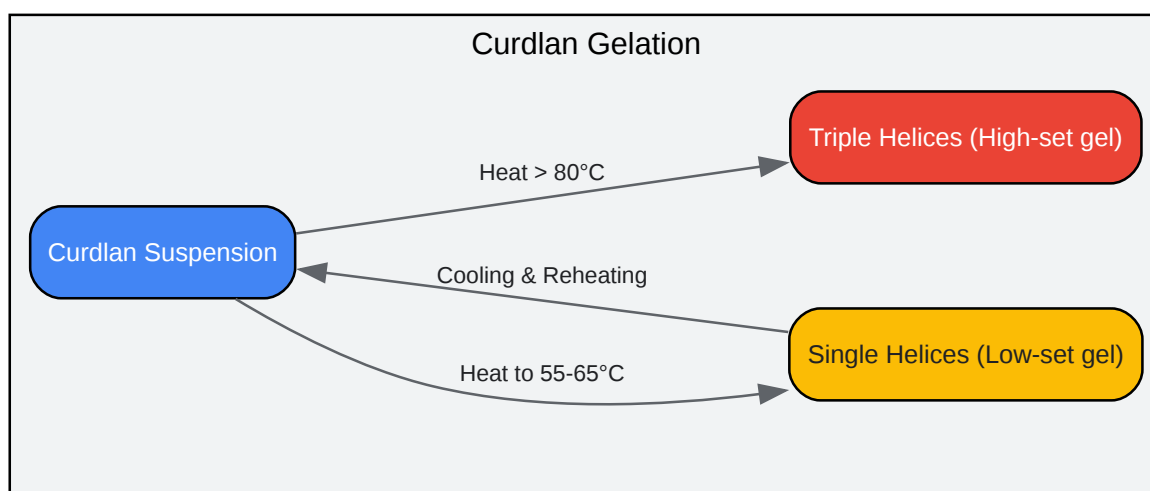 Curdlan Gelation
Triple Helices (High-set gel)
Heat > 80°C
Curdlan Suspension
Cooling & Reheating
Single Helices (Low-set gel)
Heat to 55-65°C